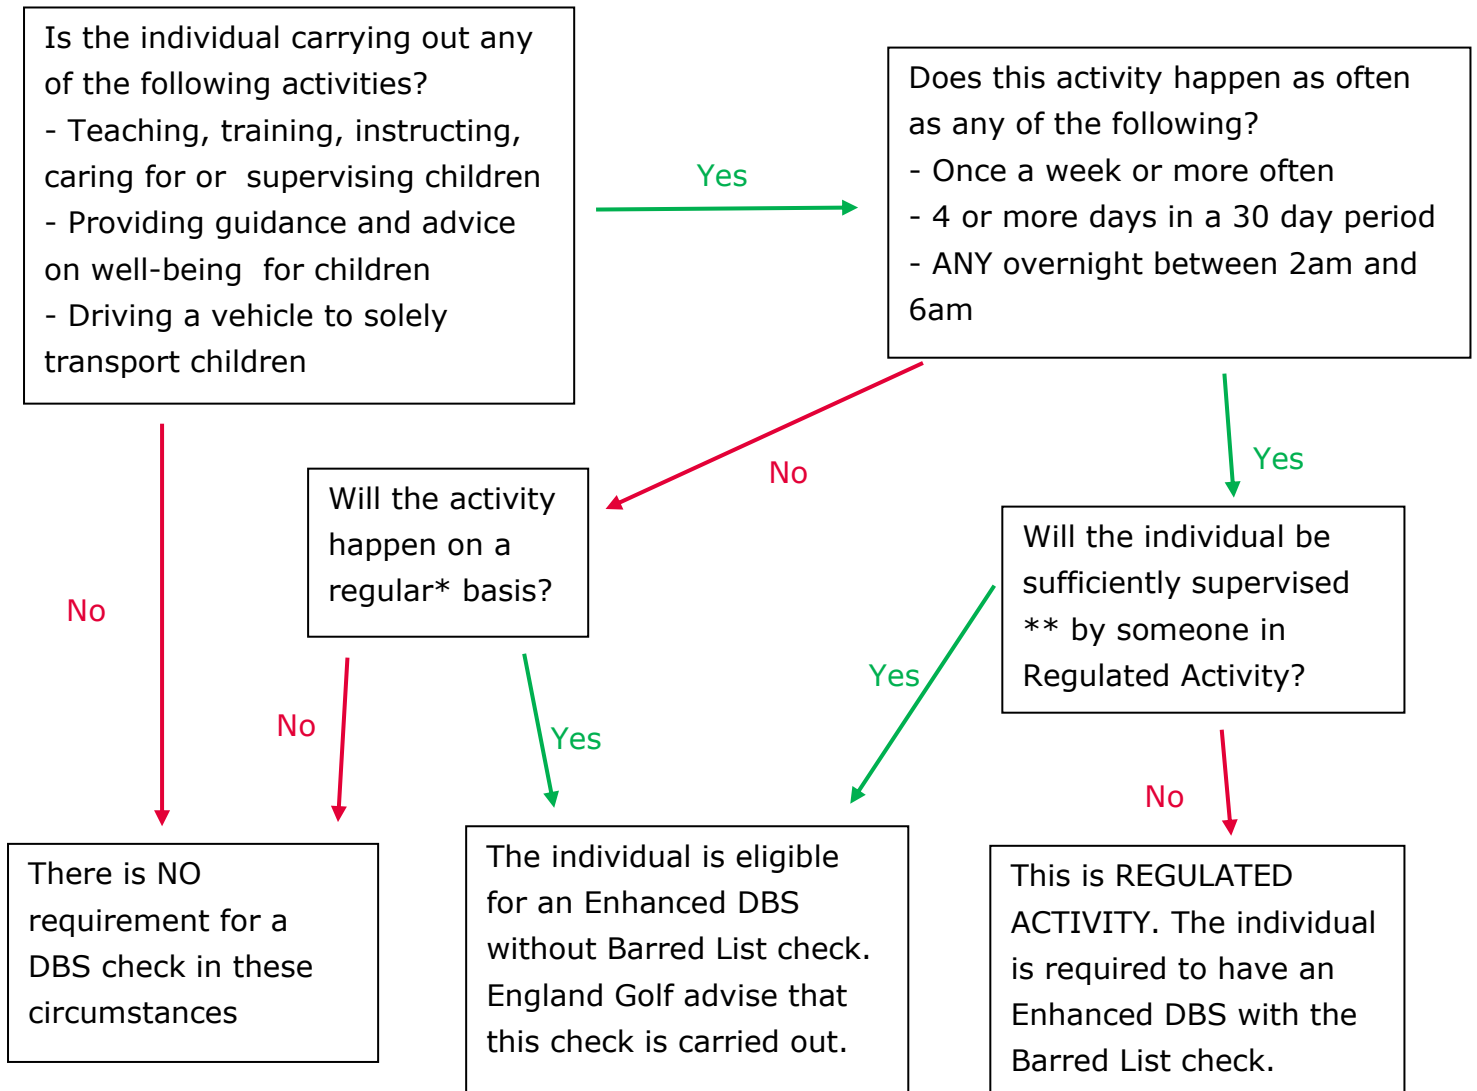 Is the individual carrying out any
of the following activities?
- Teaching, training, instructing,
caring for or supervising children
- Providing guidance and advice
on well-being for children
- Driving a vehicle to solely
transport children
Yes
Does this activity happen as often
as any of the following?
- Once a week or more often
- 4 or more days in a 30 day period
- ANY overnight between 2am and
6am
No
Yes
Will the activity
happen on a
regular* basis?
Will the individual be
sufficiently supervised
** by someone in
Regulated Activity?
No
No
Yes
Yes
No
There is NO
requirement for a
DBS check in these
circumstances
The individual is eligible
for an Enhanced DBS
without Barred List check.
England Golf advise that
this check is carried out.
This is REGULATED
ACTIVITY. The individual
is required to have an
Enhanced DBS with the
Barred List check.